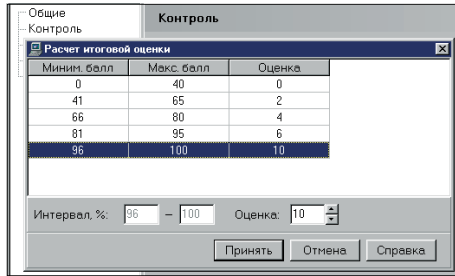 Общие
Контроль
Контроль
Расчет итоговой оценки
Миним. балл Макс. балл Оценка
0 40 0
41 65 2
66 80 4
81 95 6
96 100 10
Интервал, %: 96 – 100 Оценка: 10
Принять Отмена Справка